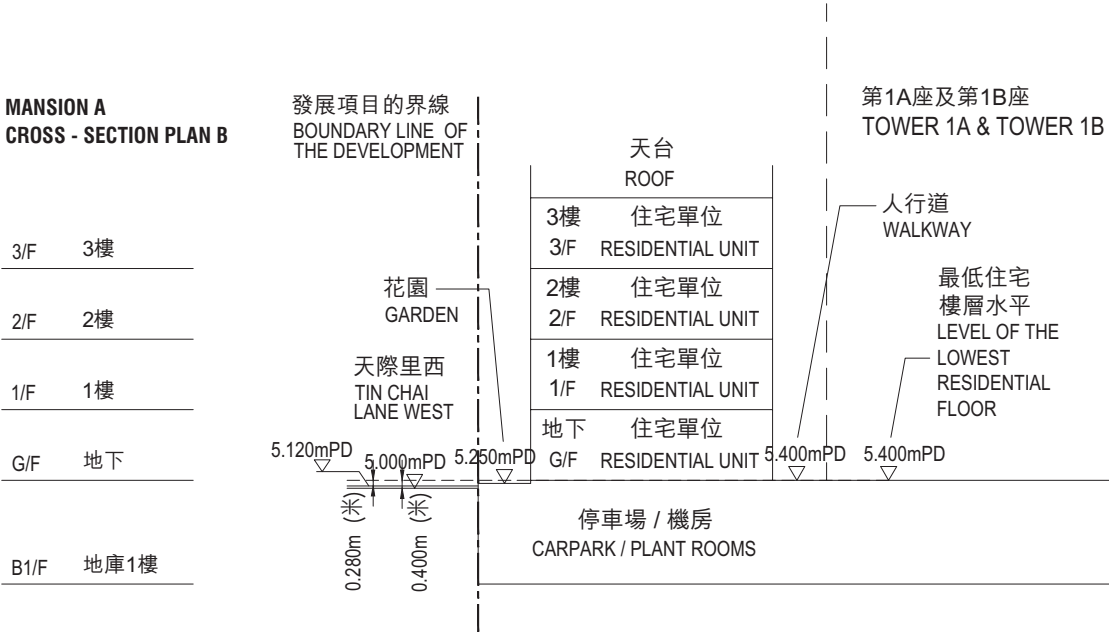 MANSION A
CROSS - SECTION PLAN B
發展項目的界線
BOUNDARY LINE OF
THE DEVELOPMENT
第1A座及第1B座
TOWER 1A & TOWER 1B
天台
ROOF
3樓 住宅單位
3/F RESIDENTIAL UNIT
人行道
WALKWAY
3/F 3樓
花園
GARDEN
2樓 住宅單位
2/F RESIDENTIAL UNIT
最低住宅
樓層水平
LEVEL OF THE
LOWEST
RESIDENTIAL
FLOOR
2/F 2樓
天際里西
TIN CHAI
LANE WEST
1樓 住宅單位
1/F RESIDENTIAL UNIT
1/F 1樓
地下 住宅單位
G/F RESIDENTIAL UNIT
G/F 地下
5.120mPD
5.000mPD
5.250mPD
5.400mPD
5.400mPD
0.280m (米)
0.400m (米)
停車場 / 機房
CARPARK / PLANT ROOMS
B1/F 地庫1樓